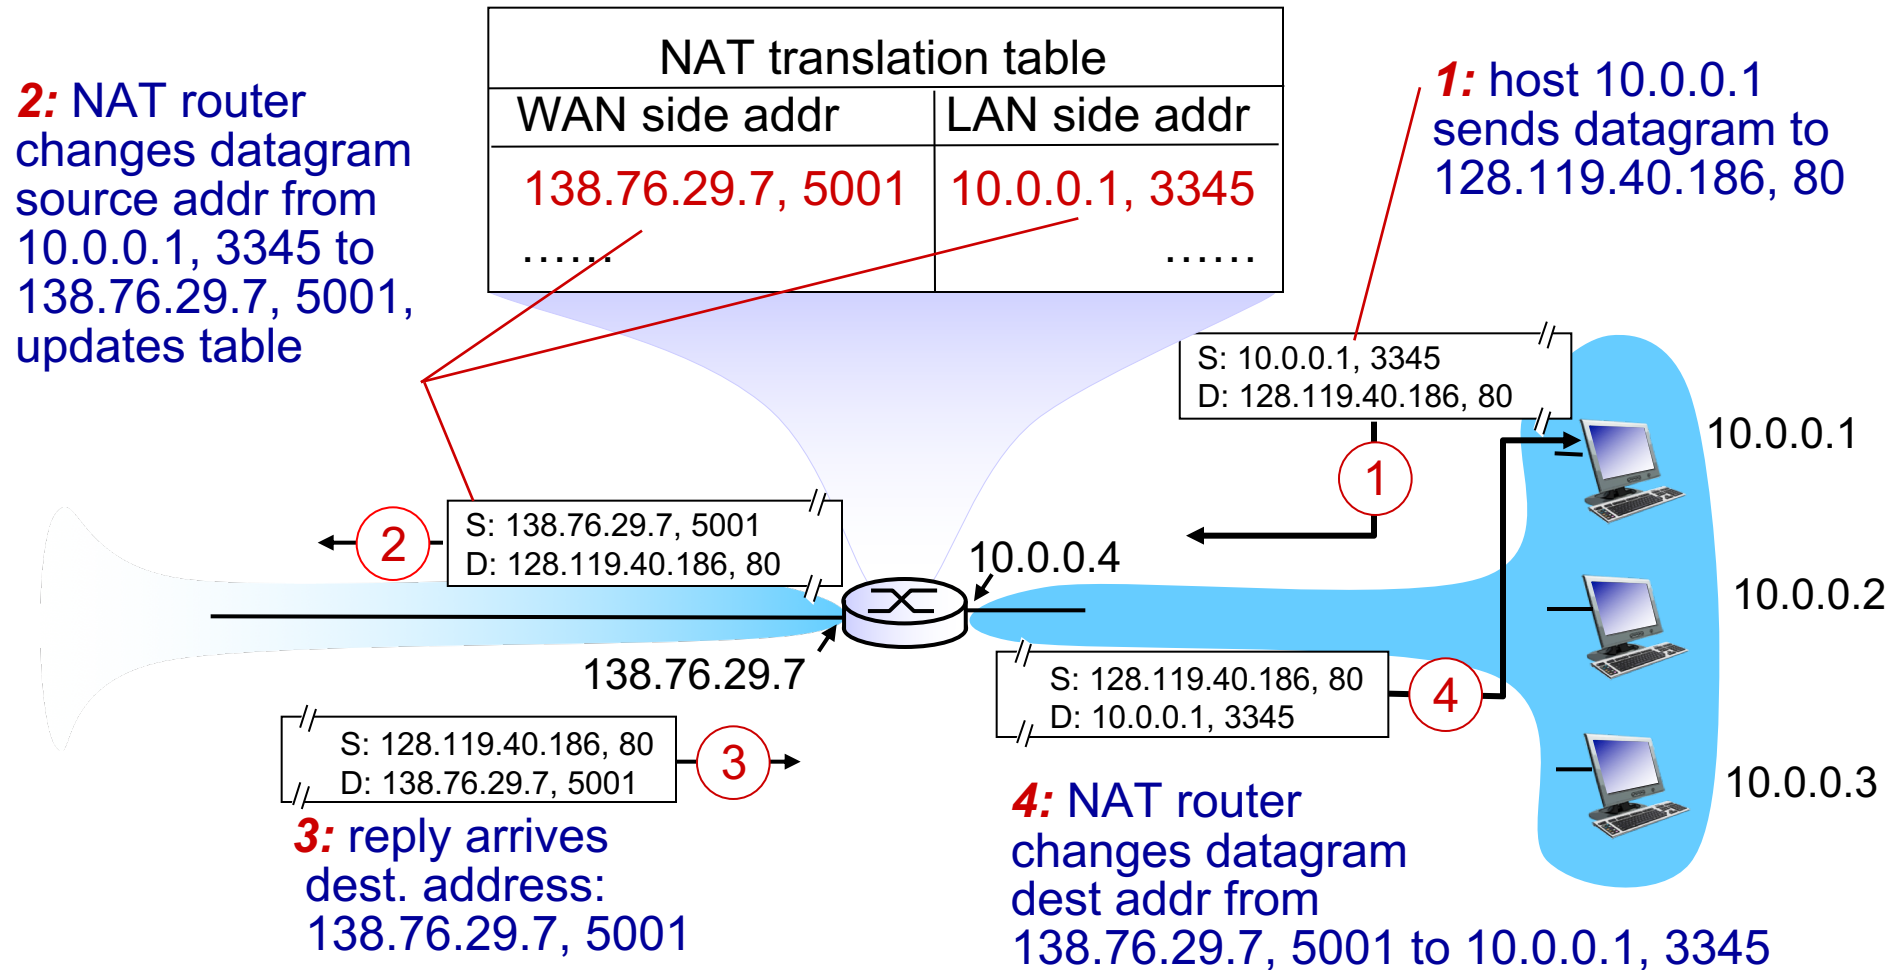 NAT translation table
WAN side addr
LAN side addr
138.76.29.7, 5001
10.0.0.1, 3345
......
......
2: NAT router
changes datagram
source addr from
10.0.0.1, 3345 to
138.76.29.7, 5001,
updates table
1: host 10.0.0.1
sends datagram to
128.119.40.186, 80
S: 10.0.0.1, 3345
D: 128.119.40.186, 80
1
10.0.0.1
S: 138.76.29.7, 5001
D: 128.119.40.186, 80
2
10.0.0.4
10.0.0.2
138.76.29.7
S: 128.119.40.186, 80
D: 10.0.0.1, 3345
4
S: 128.119.40.186, 80
D: 138.76.29.7, 5001
3
10.0.0.3
3: reply arrives
dest. address:
138.76.29.7, 5001
4: NAT router
changes datagram
dest addr from
138.76.29.7, 5001 to 10.0.0.1, 3345